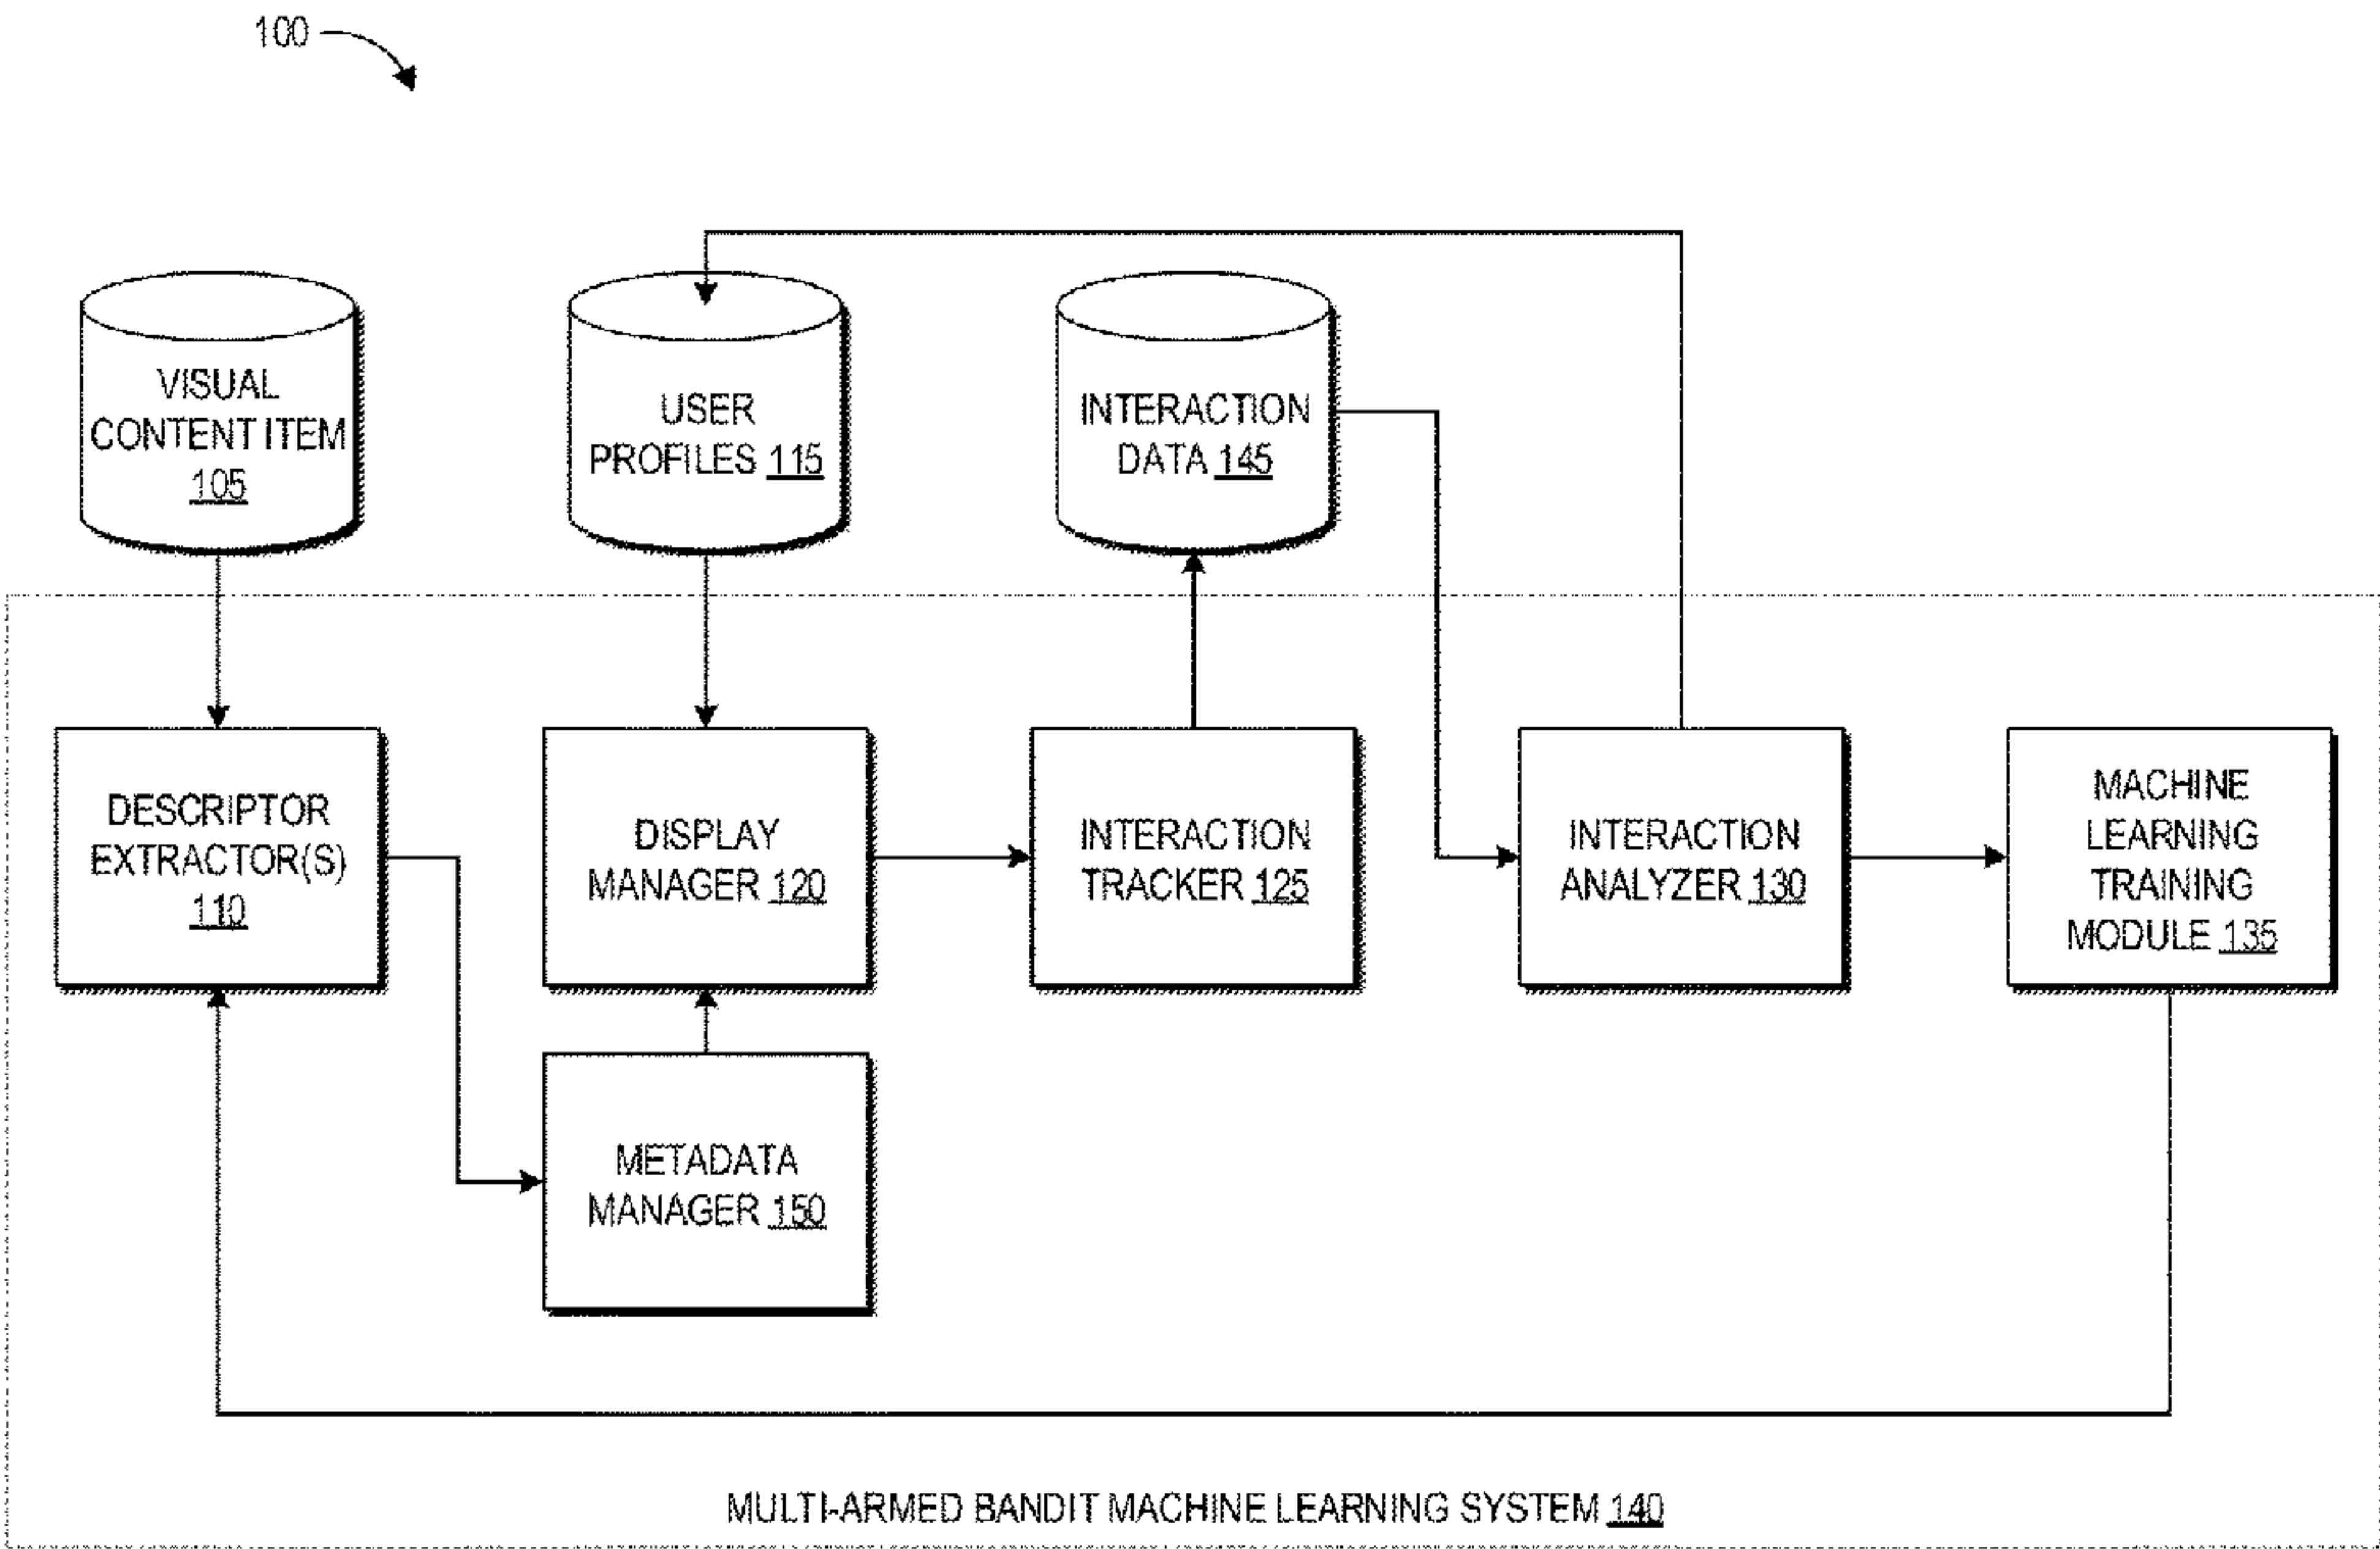 100
VISUAL
CONTENT ITEM
105
USER
PROFILES 115
INTERACTION
DATA 145
DESCRIPTOR
EXTRACTOR(S)
110
DISPLAY
MANAGER 120
INTERACTION
TRACKER 125
INTERACTION
ANALYZER 130
MACHINE
LEARNING
TRAINING
MODULE 135
METADATA
MANAGER 150
MULTI-ARMED BANDIT MACHINE LEARNING SYSTEM 140